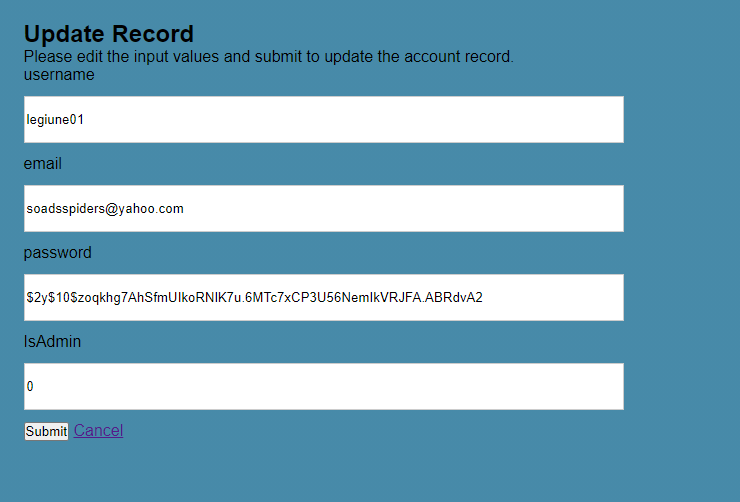 Update Record
Please edit the input values and submit to update the account record.
username
legiune01
email
soadsspiders@yahoo.com
password
$2y$10$zoqkhg7AhSfmUIkoRNlK7u.6MTc7xCP3U56NemIkVRJFA.ABRdvA2
IsAdmin
0
Submit Cancel